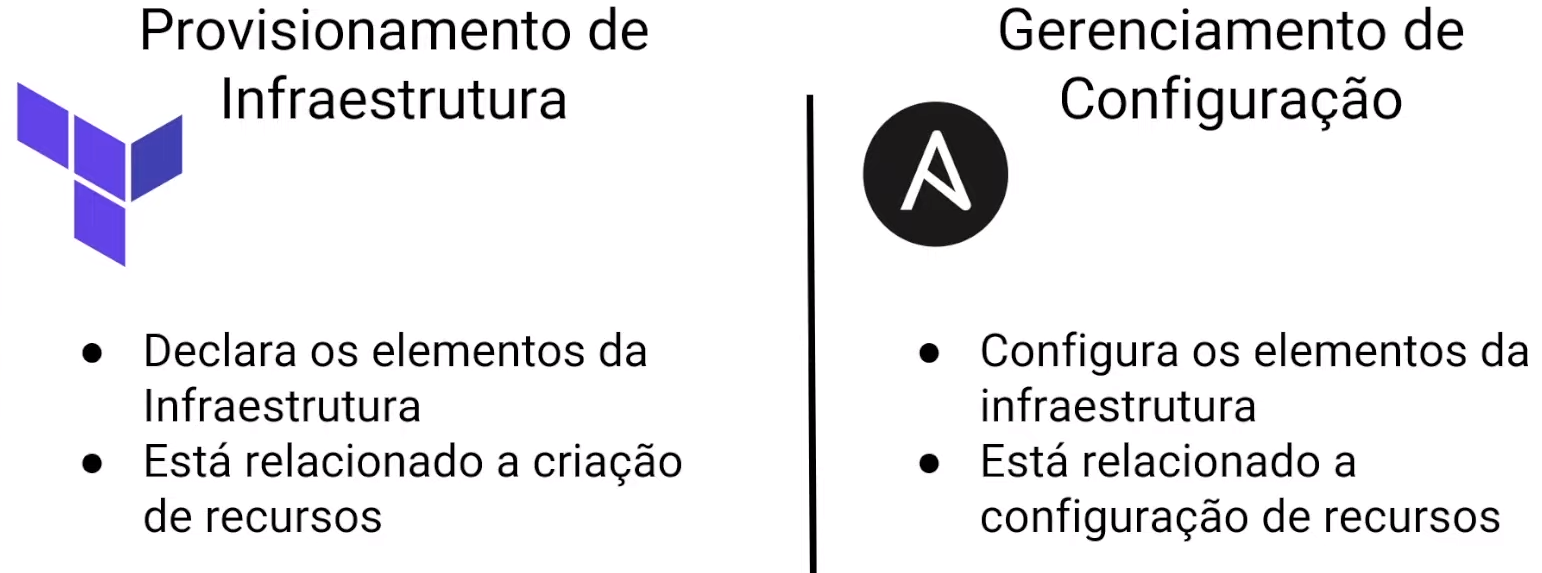 Provisionamento de
Infraestrutura
● Declara os elementos da
Infraestrutura
● Está relacionado a criação
de recursos
Gerenciamento de
Configuração
● Configura os elementos da
infraestrutura
● Está relacionado a
configuração de recursos